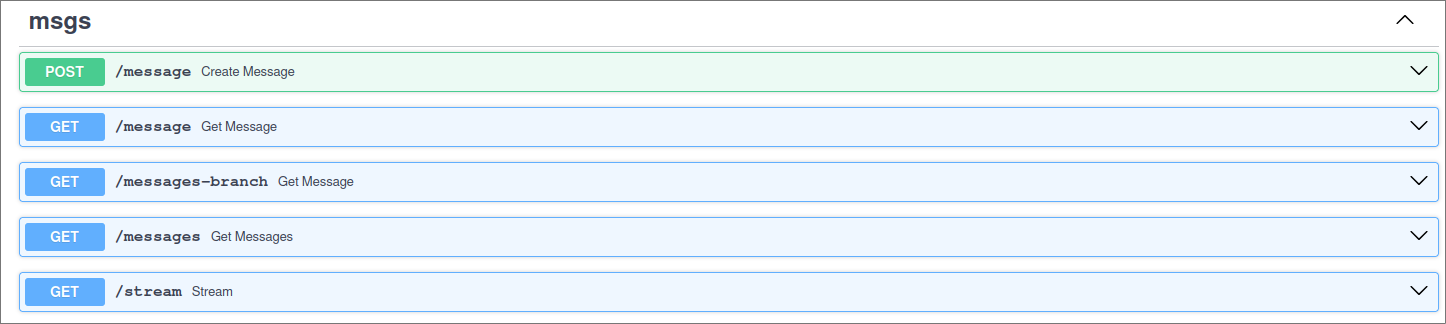 msgs
POST /message Create Message
GET /message Get Message
GET /messages-branch Get Message
GET /messages Get Messages
GET /stream Stream